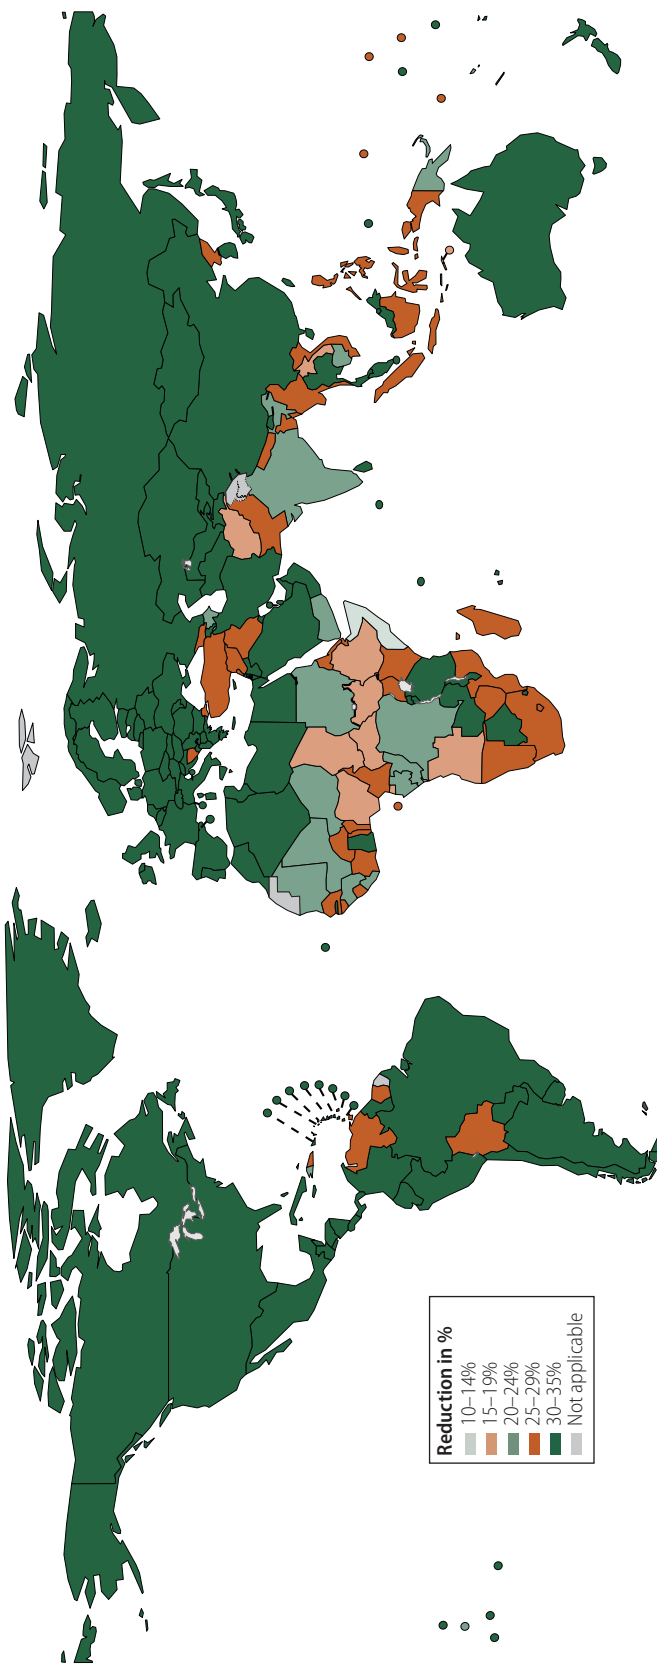 Reduction in %
10–14%
15–19%
20–24%
25–29%
30–35%
Not applicable